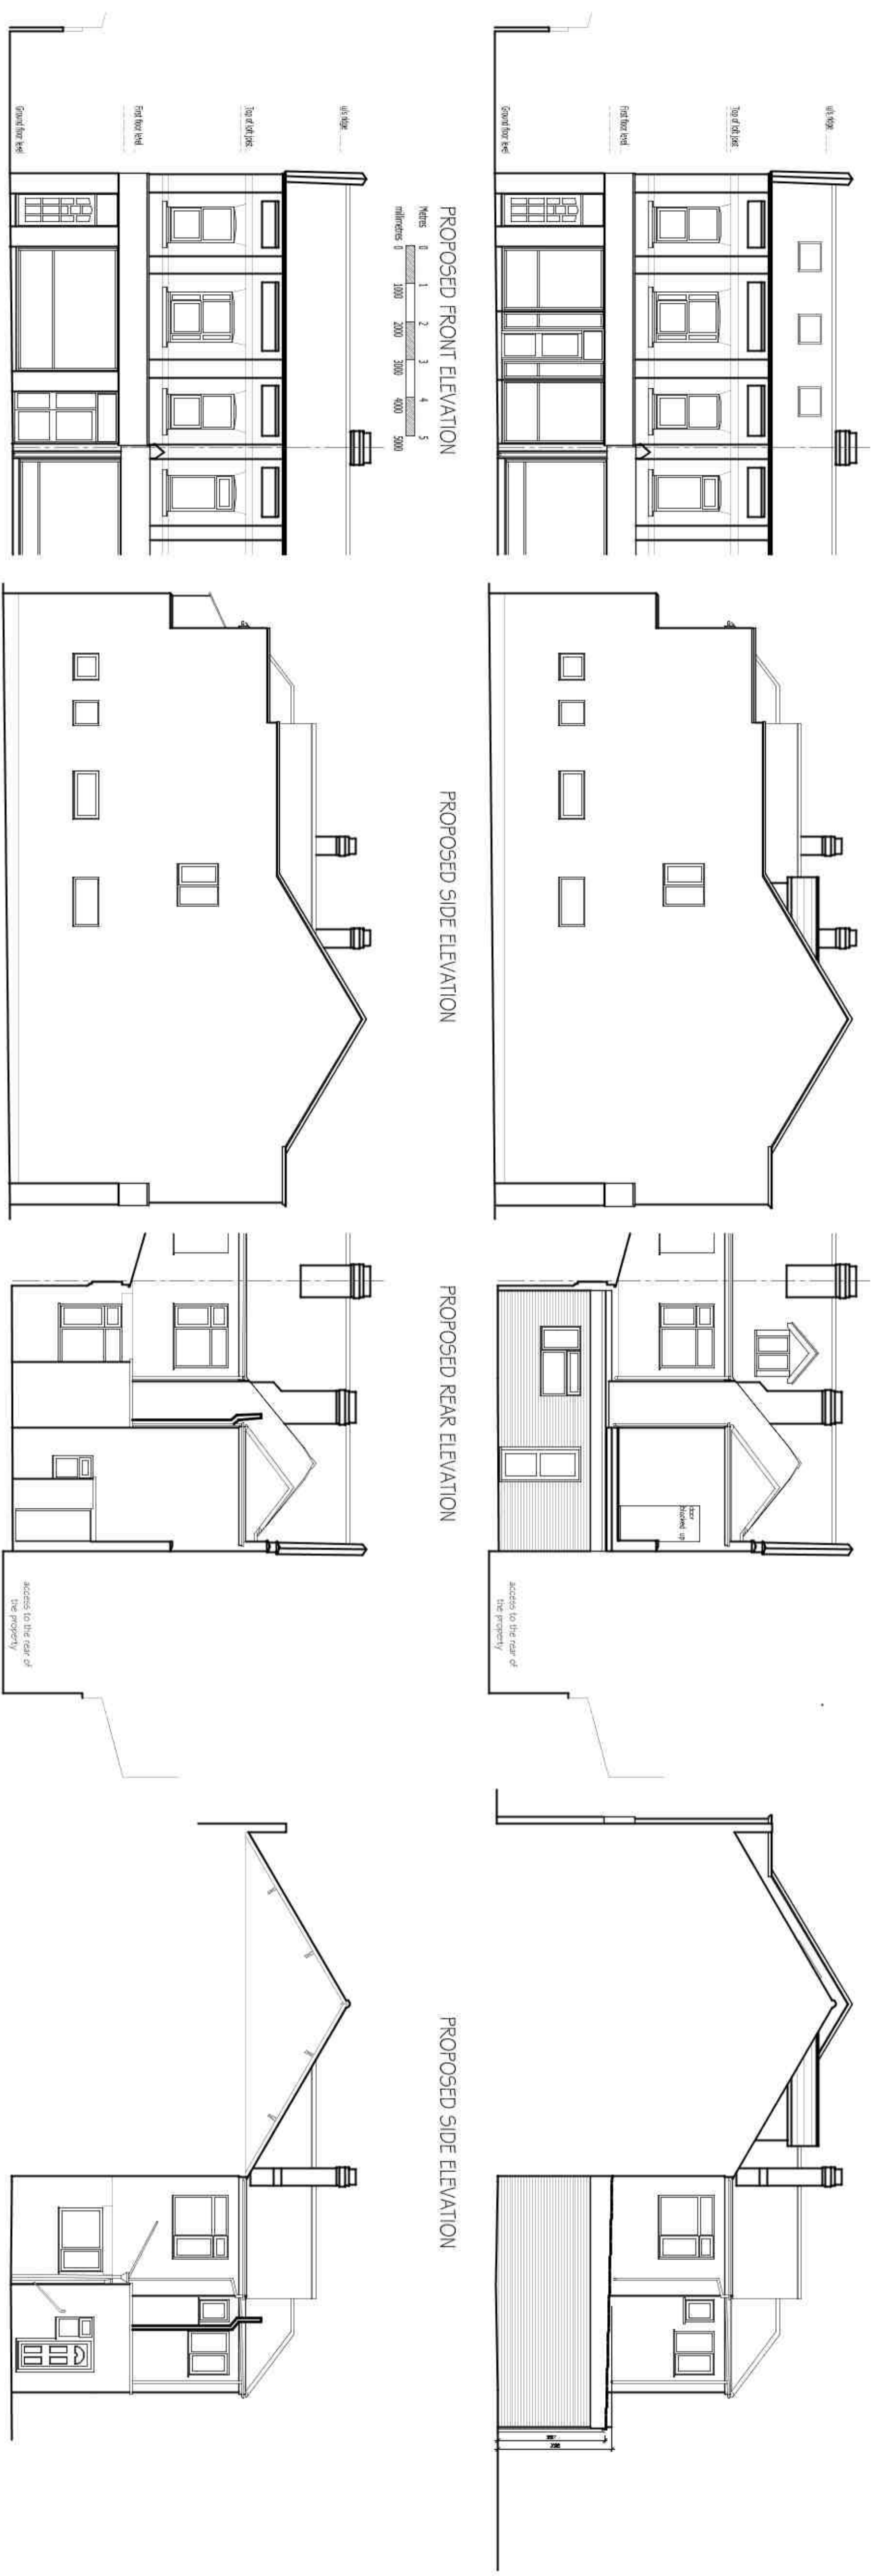 u/s ridge
Top of loft joist
First floor level
Ground floor level
PROPOSED FRONT ELEVATION
PROPOSED SIDE ELEVATION
door
blocked up
access to the rear of
the property
PROPOSED REAR ELEVATION
PROPOSED SIDE ELEVATION
Metres 0 1 2 3 4 5
millimetres 0 1000 2000 3000 4000 5000
u/s ridge
Top of loft joist
First floor level
Ground floor level
access to the rear of
the property